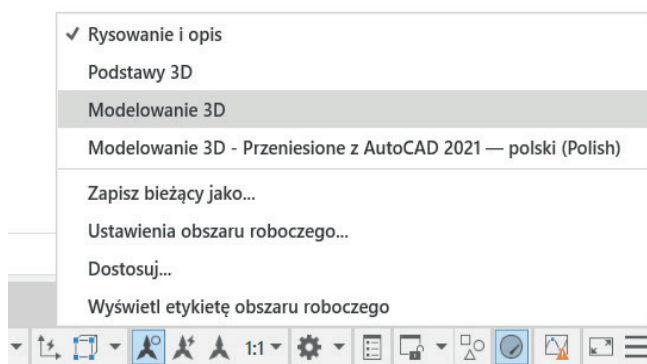 ✓ Rysowanie i opis
Podstawy 3D
Modelowanie 3D
Modelowanie 3D - Przeniesione z AutoCAD 2021 — polski (Polish)
Zapisz bieżący jako...
Ustawienia obszaru roboczego...
Dostosuj...
Wyświetl etykietę obszaru roboczego
1:1